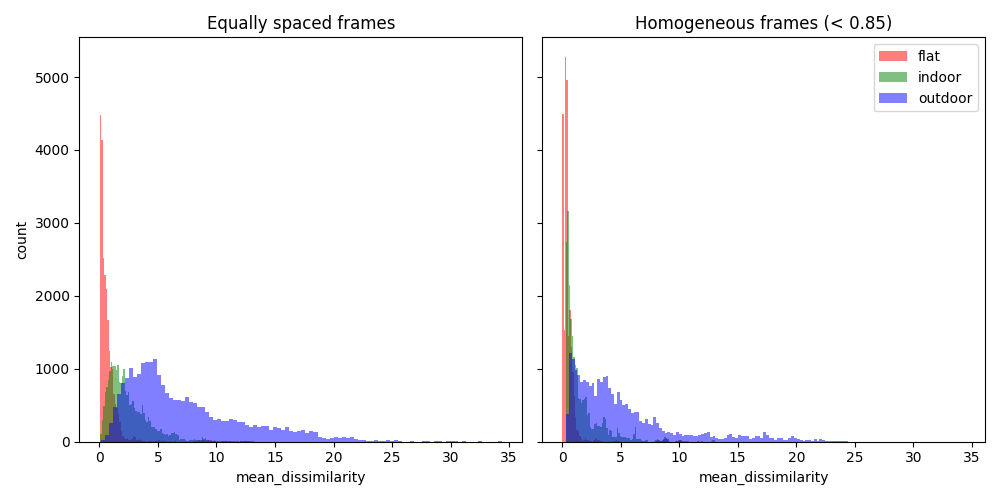 Equally spaced frames
Homogeneous frames (< 0.85)
flat
indoor
outdoor
count
5000
4000
3000
2000
1000
0
0 5 10 15 20 25 30 35
0 5 10 15 20 25 30 35
mean_dissimilarity
mean_dissimilarity